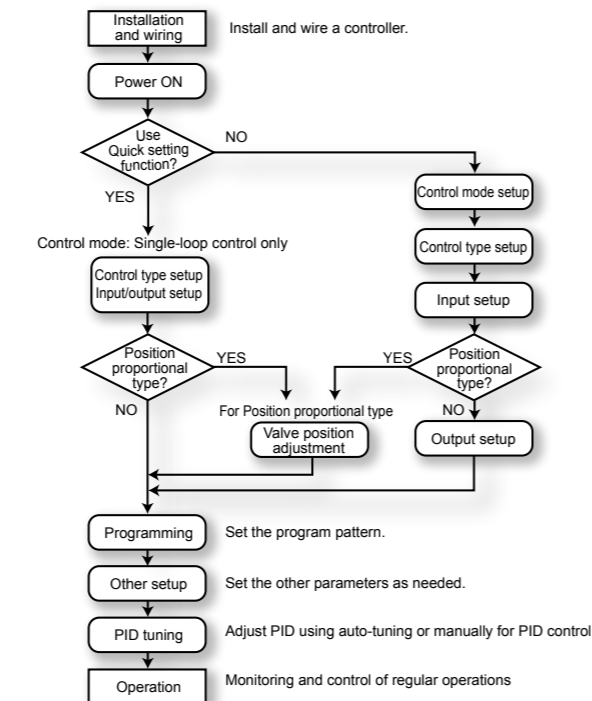 Installation
and wiring
Install and wire a controller.
Power ON
Use
Quick setting
function?
NO
YES
Control mode setup
Control mode: Single-loop control only
Control type setup
Control type setup
Input/output setup
Input setup
Position
proportional
type?
YES
YES
Position
proportional
type?
NO
For Position proportional type
NO
Valve position
adjustment
Output setup
Programming
Set the program pattern.
Other setup
Set the other parameters as needed.
PID tuning
Adjust PID using auto-tuning or manually for PID control
Operation
Monitoring and control of regular operations